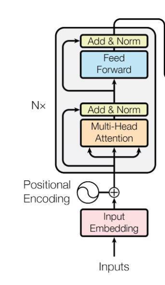 Add & Norm
Feed
Forward
N×
Add & Norm
Multi-Head
Attention
Positional
Encoding
Input
Embedding
Inputs